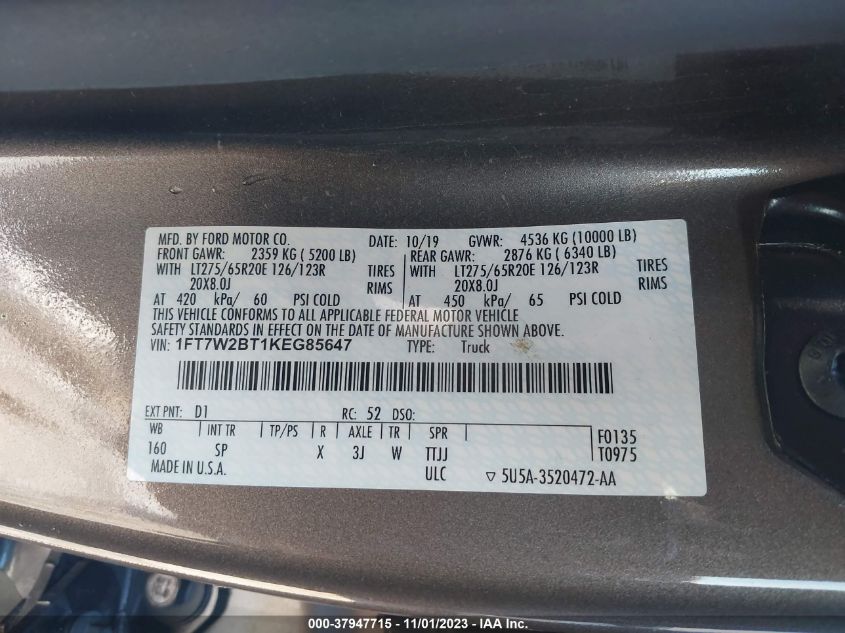 MFD. BY FORD MOTOR CO. DATE: 10/19 GVWR: 4536 KG (10000 LB)
FRONT GAWR: 2359 KG ( 5200 LB) REAR GAWR: 2876 KG ( 6340 LB)
WITH LT275/65R20E 126/123R TIRES WITH LT275/65R20E 126/123R TIRES
20X8.0J RIMS 20X8.0J RIMS
AT 420 kPa/ 60 PSI COLD AT 450 kPa/ 65 PSI COLD
THIS VEHICLE CONFORMS TO ALL APPLICABLE FEDERAL MOTOR VEHICLE
SAFETY STANDARDS IN EFFECT ON THE DATE OF MANUFACTURE SHOWN ABOVE.
VIN: 1FT7W2BT1KEG85647 TYPE: Truck
EXT PNT: D1 RC: 52 DSO:
WB INT TR TP/PS R AXLE TR SPR F0135
160 SP X 3J W TTJJ T0975
MADE IN U.S.A. ULC ▽ 5U5A-3520472-AA
000-37947715 - 11/01/2023 - IAA Inc.